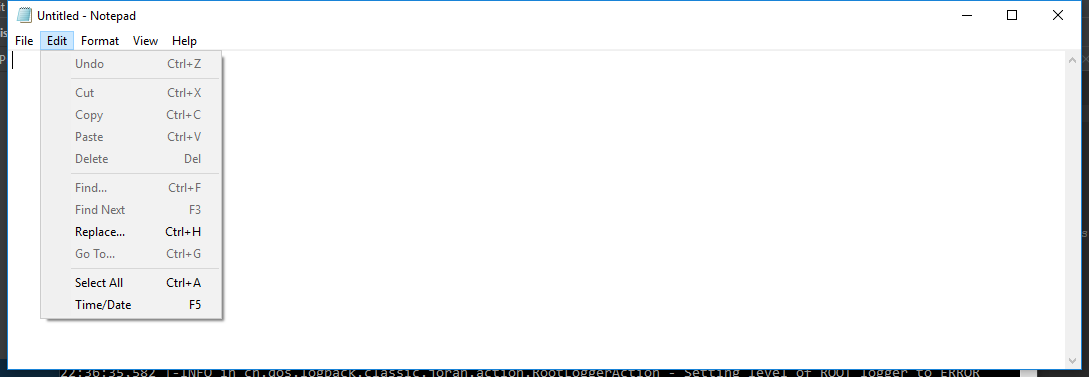 Untitled - Notepad
File Edit Format View Help
Undo Ctrl+Z
Cut Ctrl+X
Copy Ctrl+C
Paste Ctrl+V
Delete Del
Find... Ctrl+F
Find Next F3
Replace... Ctrl+H
Go To... Ctrl+G
Select All Ctrl+A
Time/Date F5
22:36:35.582 |-INFO in ch.qos.logback.classic.joran.action.RootLoggerAction - Setting level of ROOT logger to ERROR